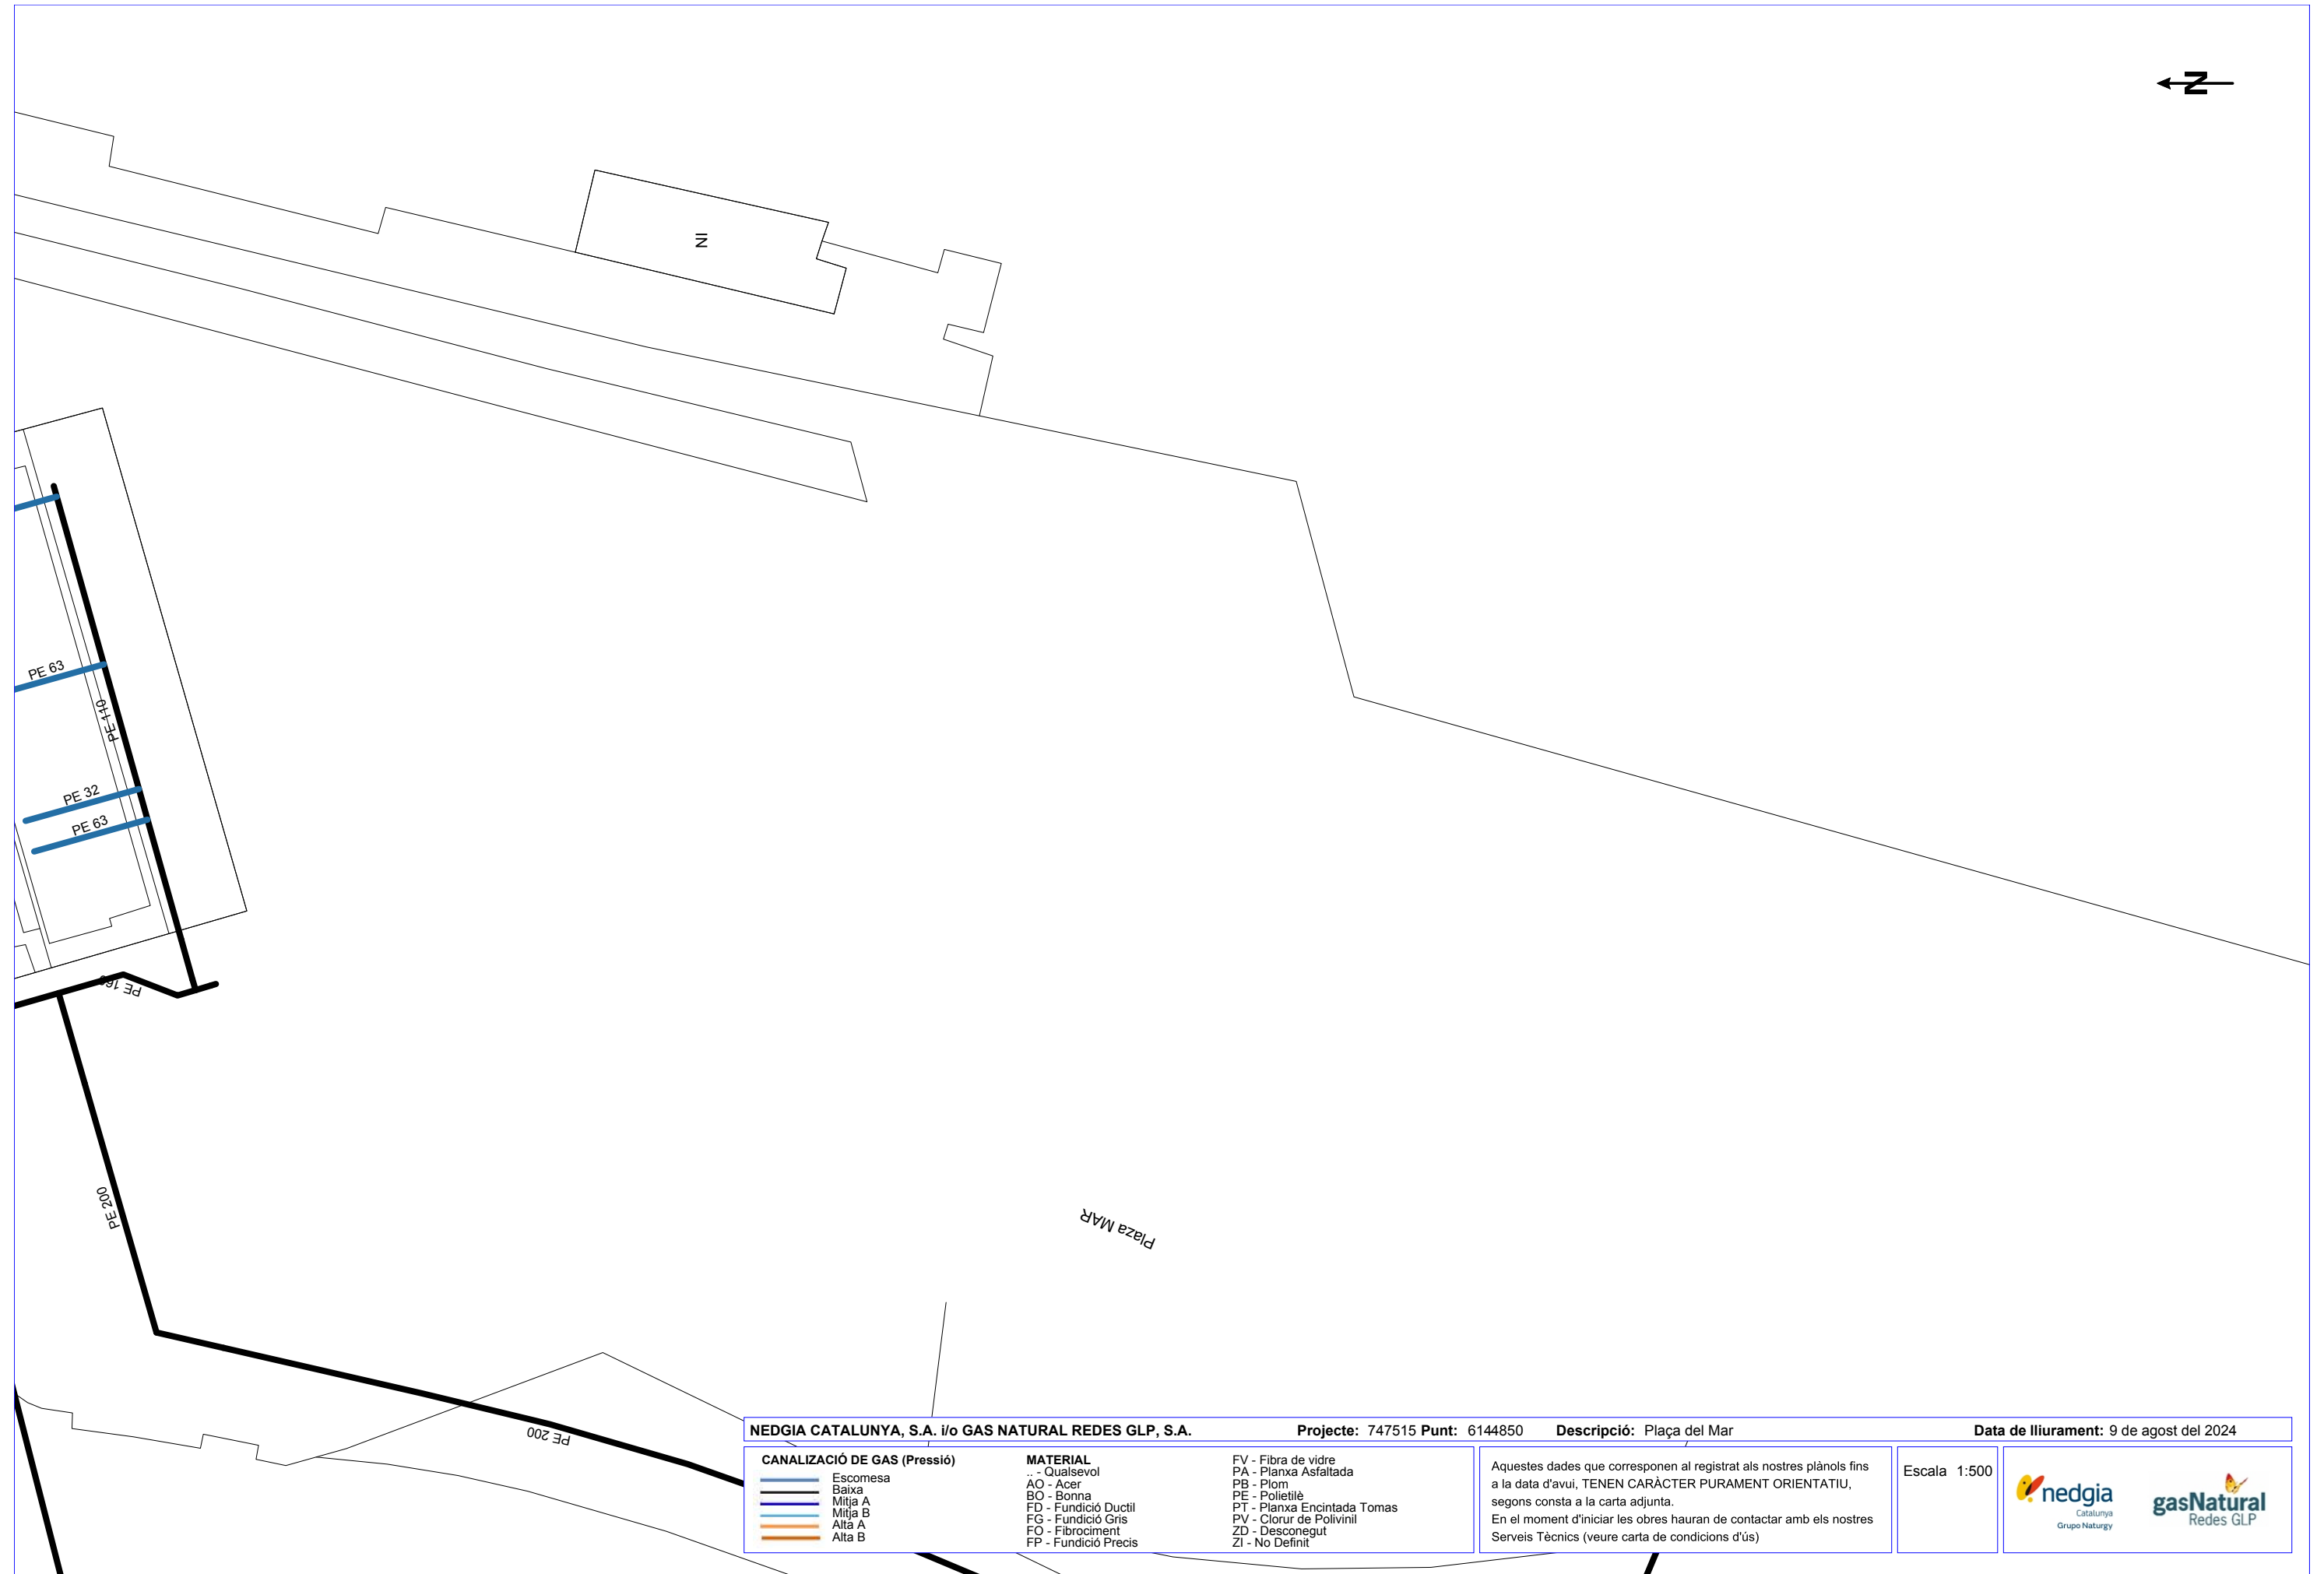 N
IN
PE 63
PE 110
PE 32
PE 63
PE 160
PE 200
Plaza MAR
PE 200
NEDGIA CATALUNYA, S.A. i/o GAS NATURAL REDES GLP, S.A. Projecte: 747515 Punt: 6144850 Descripció: Plaça del Mar Data de lliurament: 9 de agost del 2024
CANALIZACIÓ DE GAS (Pressió)
Escomesa
Baixa
Mitja A
Mitja B
Alta A
Alta B
MATERIAL
.. - Qualsevol
AO - Acer
BO - Bonna
FD - Fundició Ductil
FG - Fundició Gris
FO - Fibrociment
FP - Fundició Precis
FV - Fibra de vidre
PA - Planxa Asfaltada
PB - Plom
PE - Polietilè
PT - Planxa Encintada Tomas
PV - Clorur de Polivinil
ZD - Desconegut
ZI - No Definit
Aquestes dades que corresponen al registrat als nostres plànols fins
a la data d'avui, TENEN CARÀCTER PURAMENT ORIENTATIU,
segons consta a la carta adjunta.
En el moment d'iniciar les obres hauran de contactar amb els nostres
Serveis Tècnics (veure carta de condicions d'ús)
Escala 1:500
nedgia
Catalunya
Grupo Naturgy
gasNatural
Redes GLP